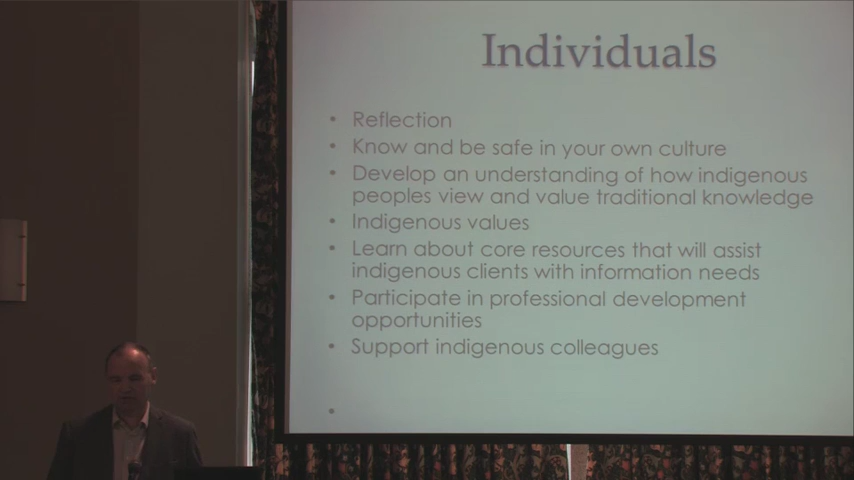 Individuals
• Reflection
• Know and be safe in your own culture
• Develop an understanding of how indigenous
peoples view and value traditional knowledge
• Indigenous values
• Learn about core resources that will assist
indigenous clients with information needs
• Participate in professional development
opportunities
• Support indigenous colleagues
•